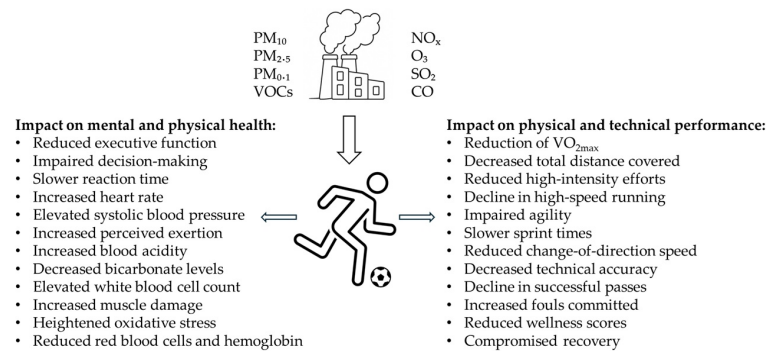 PM₁₀
PM₂.₅
PM₀.₁
VOCs
NOₓ
O₃
SO₂
CO
Impact on mental and physical health:
• Reduced executive function
• Impaired decision-making
• Slower reaction time
• Increased heart rate
• Elevated systolic blood pressure
• Increased perceived exertion
• Increased blood acidity
• Decreased bicarbonate levels
• Elevated white blood cell count
• Increased muscle damage
• Heightened oxidative stress
• Reduced red blood cells and hemoglobin
Impact on physical and technical performance:
• Reduction of VO₂ₘₐₓ
• Decreased total distance covered
• Reduced high-intensity efforts
• Decline in high-speed running
• Impaired agility
• Slower sprint times
• Reduced change-of-direction speed
• Decreased technical accuracy
• Decline in successful passes
• Increased fouls committed
• Reduced wellness scores
• Compromised recovery